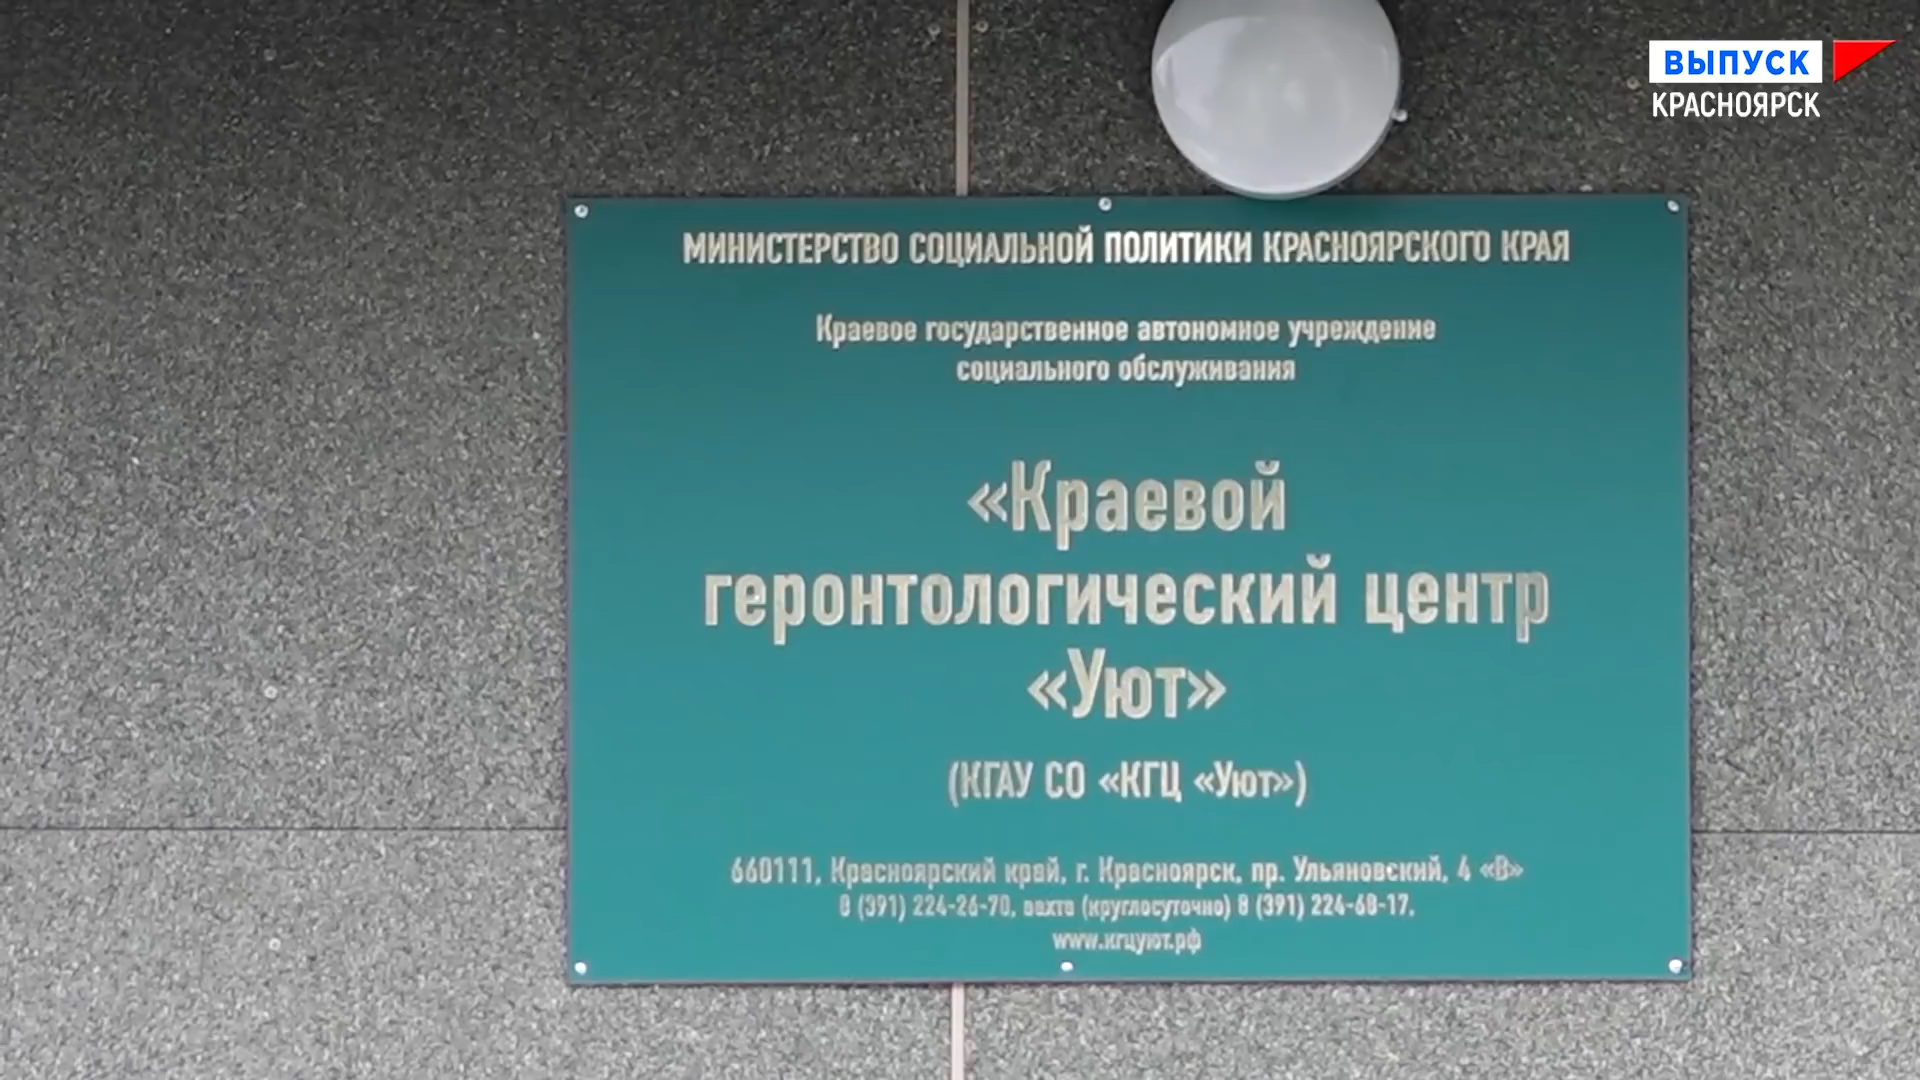 ВЫПУСК
КРАСНОЯРСК
МИНИСТЕРСТВО СОЦИАЛЬНОЙ ПОЛИТИКИ КРАСНОЯРСКОГО КРАЯ
Краевое государственное автономное учреждение
социального обслуживания
«Краевой
геронтологический центр
«Уют»
(КГАУ СО «КГЦ «Уют»)
660111, Красноярский край, г. Красноярск, пр. Ульяновский, 4 «В»
8 (391) 224-26-70, вахта (круглосуточно) 8 (391) 224-68-17,
www.кгцуют.рф